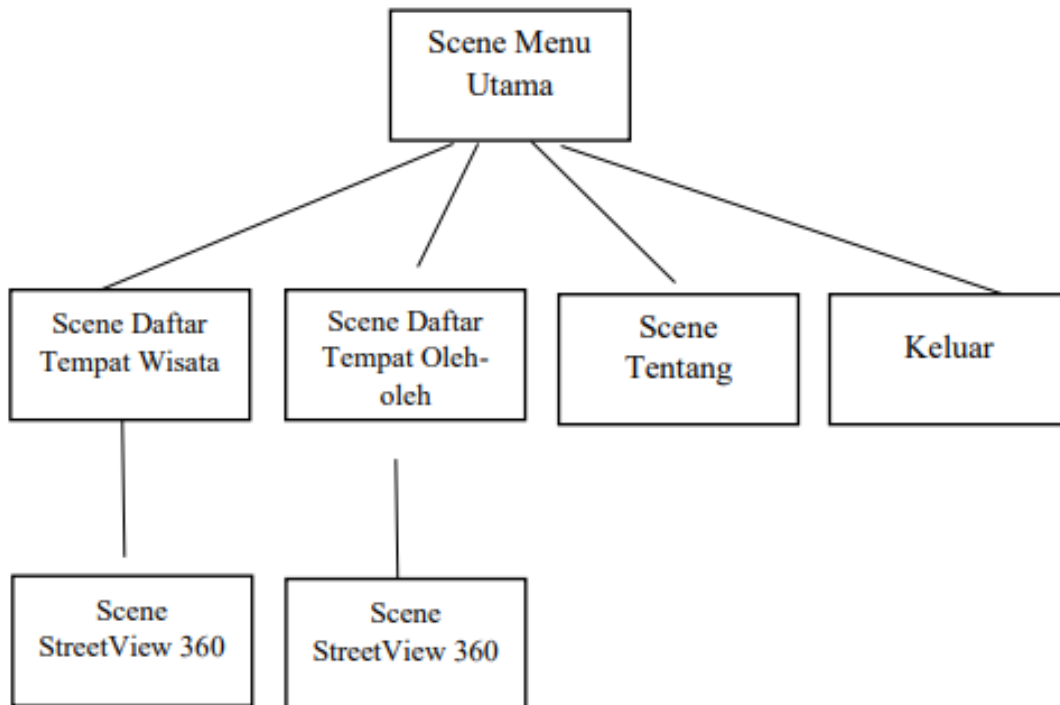 Scene Menu
Utama
Scene Daftar
Tempat Wisata
Scene Daftar
Tempat Oleh-
oleh
Scene
Tentang
Keluar
Scene
StreetView 360
Scene
StreetView 360